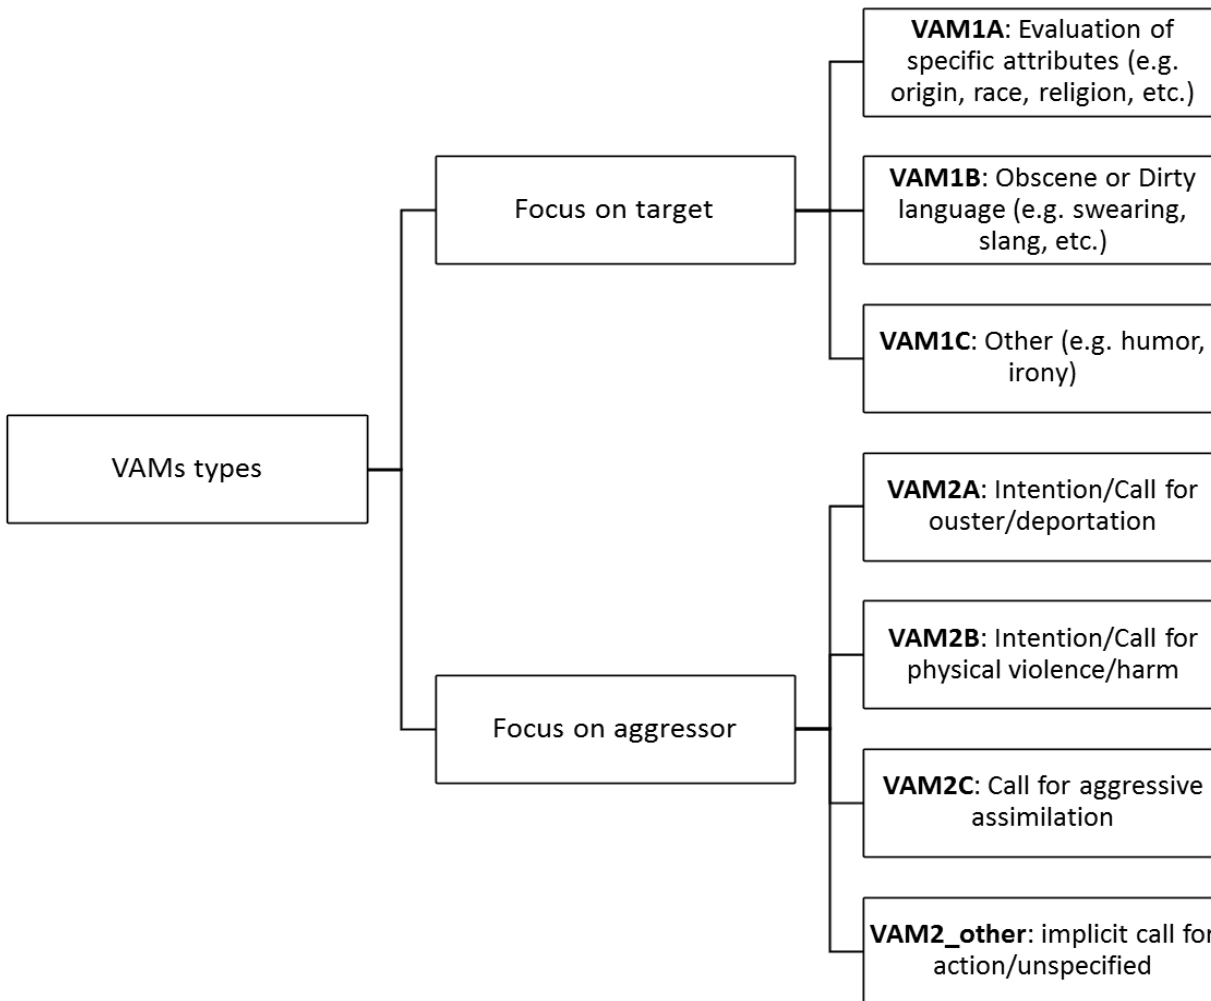 VAM1A: Evaluation of
specific attributes (e.g.
origin, race, religion, etc.)
Focus on target
VAM1B: Obscene or Dirty
language (e.g. swearing,
slang, etc.)
VAM1C: Other (e.g. humor,
irony)
VAMs types
VAM2A: Intention/Call for
ouster/deportation
VAM2B: Intention/Call for
physical violence/harm
Focus on aggressor
VAM2C: Call for aggressive
assimilation
VAM2_other: implicit call for
action/unspecified